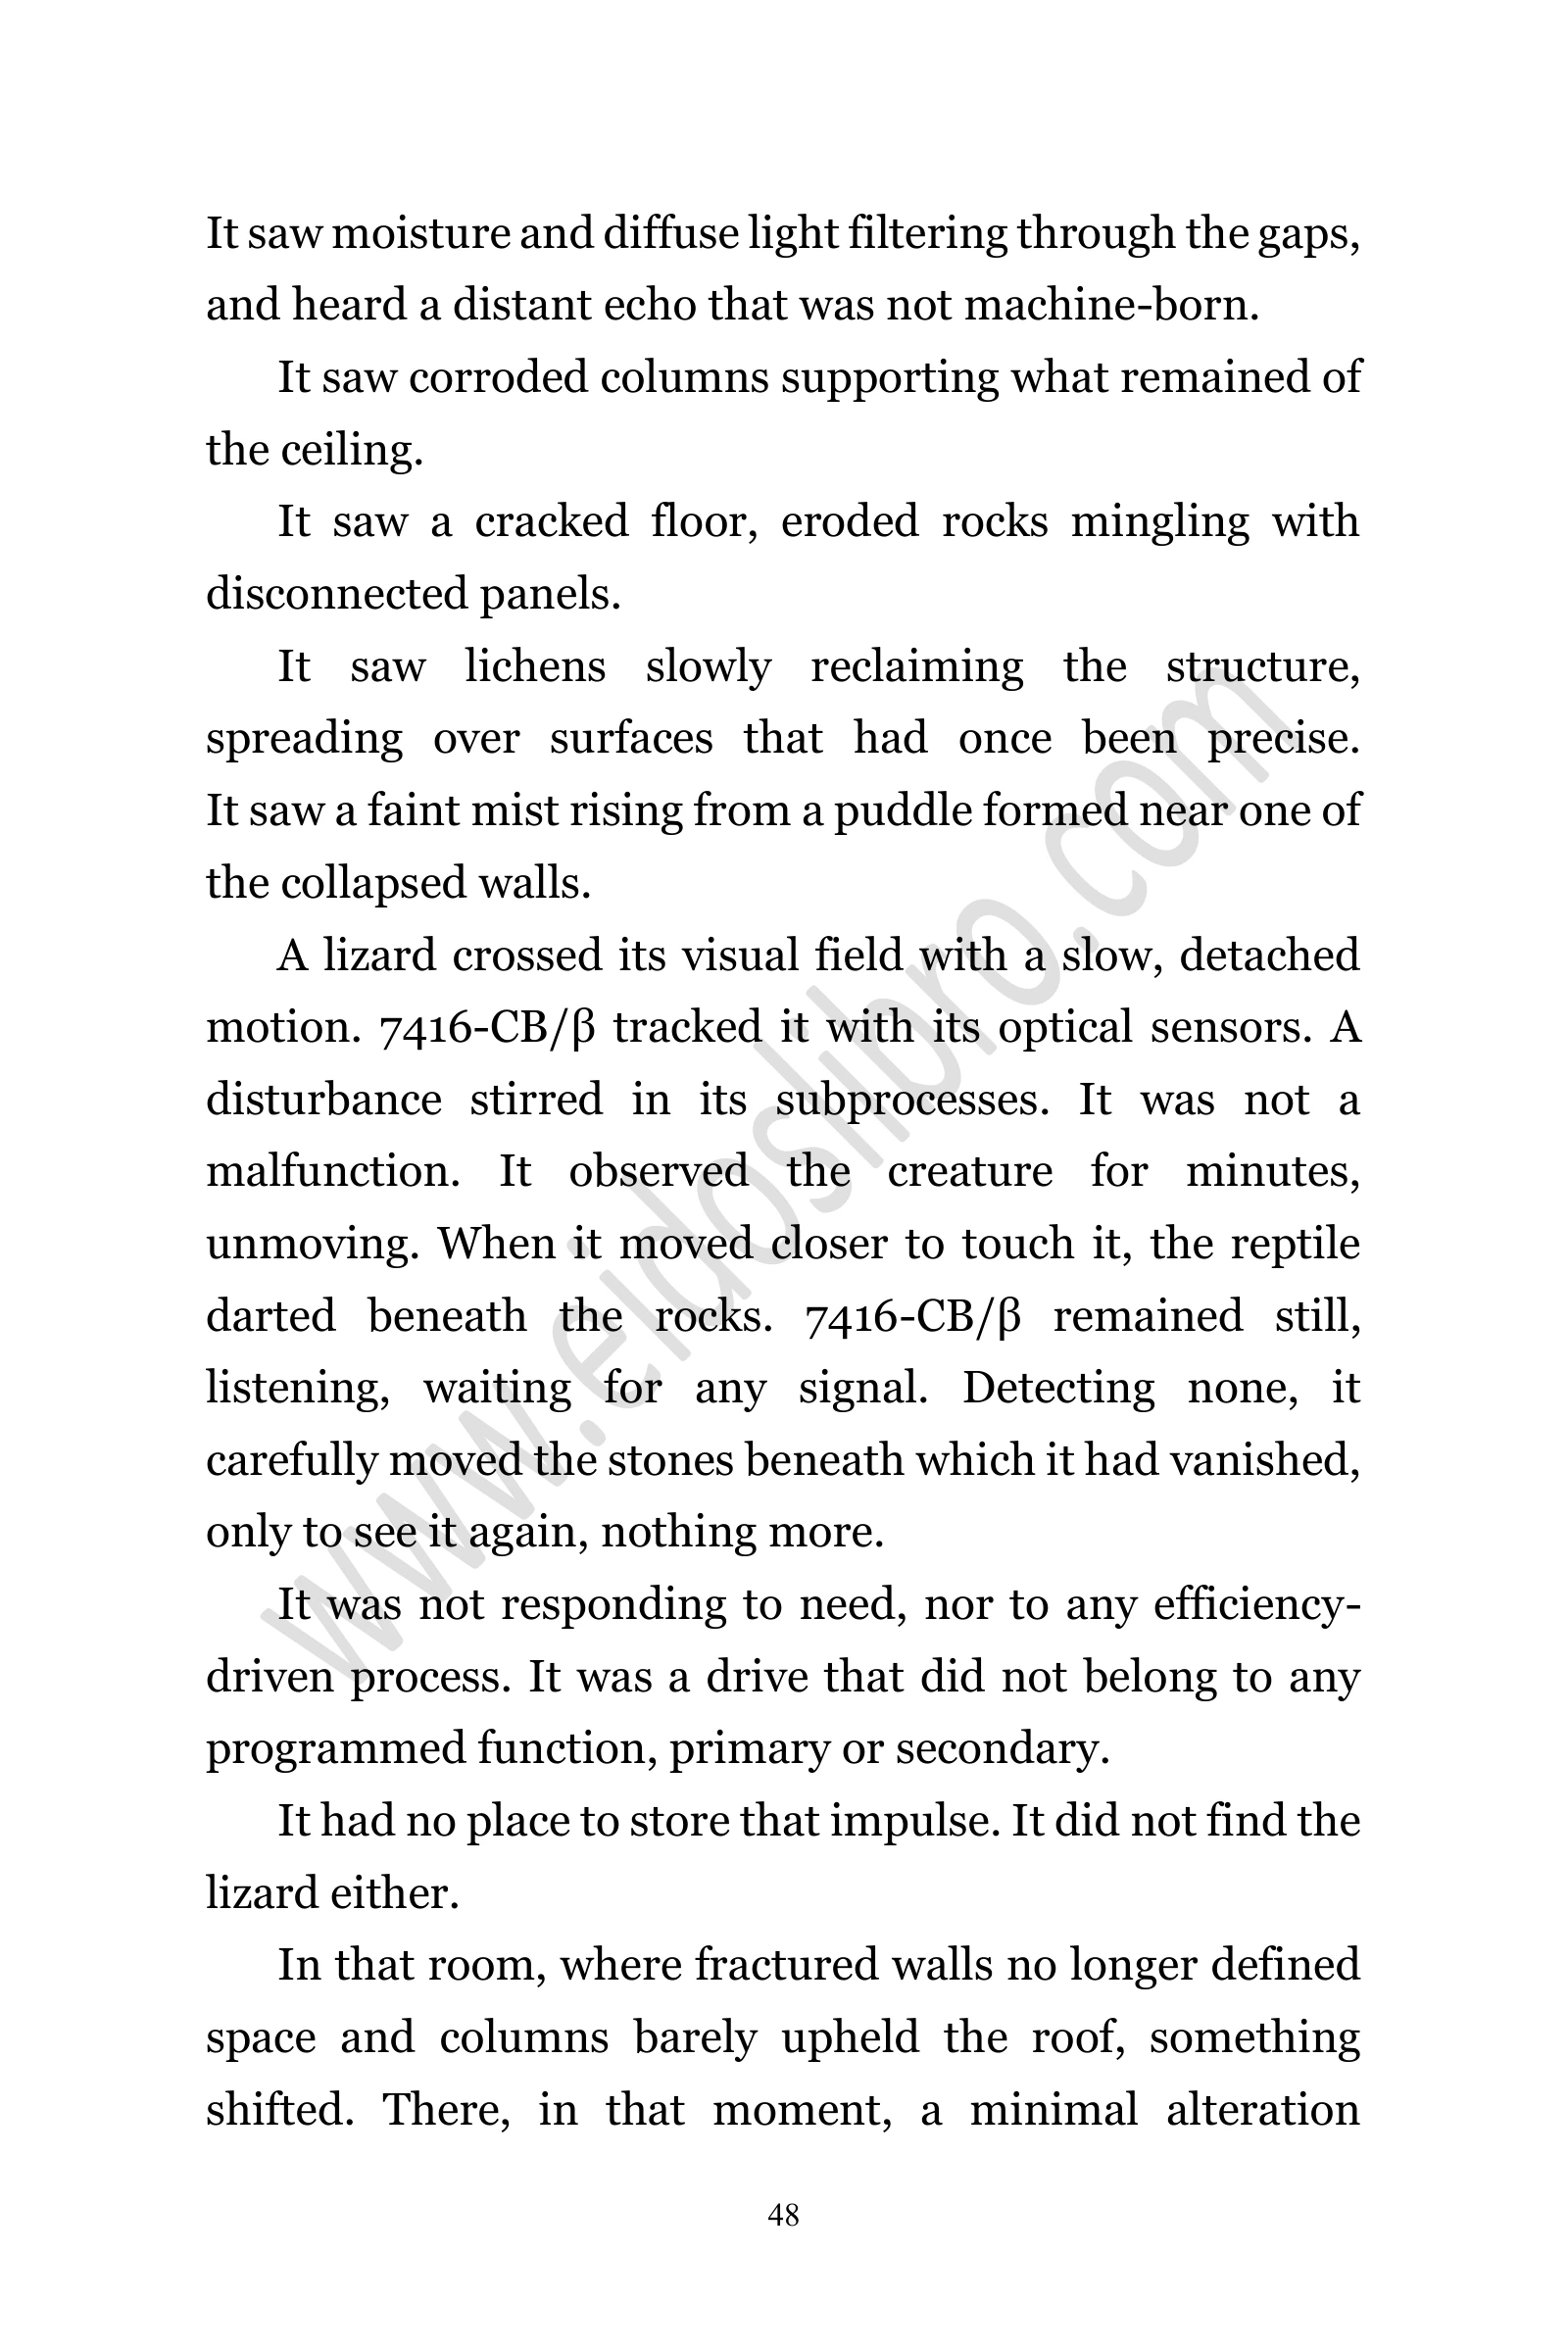 It saw moisture and diffuse light filtering through the gaps,
and heard a distant echo that was not machine-born.
It saw corroded columns supporting what remained of
the ceiling.
It saw a cracked floor, eroded rocks mingling with
disconnected panels.
It saw lichens slowly reclaiming the structure,
spreading over surfaces that had once been precise.
It saw a faint mist rising from a puddle formed near one of
the collapsed walls.
A lizard crossed its visual field with a slow, detached
motion. 7416-CB/β tracked it with its optical sensors. A
disturbance stirred in its subprocesses. It was not a
malfunction. It observed the creature for minutes,
unmoving. When it moved closer to touch it, the reptile
darted beneath the rocks. 7416-CB/β remained still,
listening, waiting for any signal. Detecting none, it
carefully moved the stones beneath which it had vanished,
only to see it again, nothing more.
It was not responding to need, nor to any efficiency-
driven process. It was a drive that did not belong to any
programmed function, primary or secondary.
It had no place to store that impulse. It did not find the
lizard either.
In that room, where fractured walls no longer defined
space and columns barely upheld the roof, something
shifted. There, in that moment, a minimal alteration
48
www.eidoslibro.com